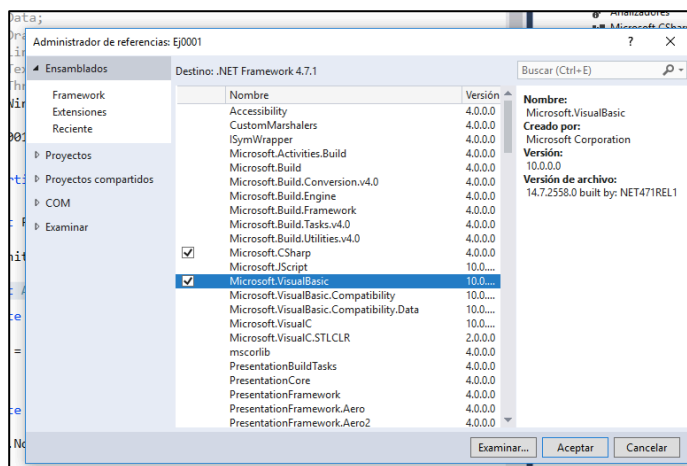 Data;
Analizadores
Microsoft.CSharp
Administrador de referencias: Ej0001
? ×
Ensamblados
Framework
Extensiones
Reciente
Proyectos
Proyectos compartidos
COM
Examinar
Destino: .NET Framework 4.7.1
Buscar (Ctrl+E)
Nombre Versión
Accessibility 4.0.0.0
CustomMarshalers 4.0.0.0
ISymWrapper 4.0.0.0
Microsoft.Activities.Build 4.0.0.0
Microsoft.Build 4.0.0.0
Microsoft.Build.Conversion.v4.0 4.0.0.0
Microsoft.Build.Engine 4.0.0.0
Microsoft.Build.Framework 4.0.0.0
Microsoft.Build.Tasks.v4.0 4.0.0.0
Microsoft.Build.Utilities.v4.0 4.0.0.0
Microsoft.CSharp 4.0.0.0
Microsoft.JScript 10.0....
Microsoft.VisualBasic 10.0....
Microsoft.VisualBasic.Compatibility 10.0....
Microsoft.VisualBasic.Compatibility.Data 10.0....
Microsoft.VisualC 10.0....
Microsoft.VisualC.STLCLR 2.0.0.0
mscorlib 4.0.0.0
PresentationBuildTasks 4.0.0.0
PresentationCore 4.0.0.0
PresentationFramework 4.0.0.0
PresentationFramework.Aero 4.0.0.0
PresentationFramework.Aero2 4.0.0.0
Nombre:
Microsoft.VisualBasic
Creado por:
Microsoft Corporation
Versión:
10.0.0.0
Versión de archivo:
14.7.2558.0 built by: NET471REL1
Examinar... Aceptar Cancelar